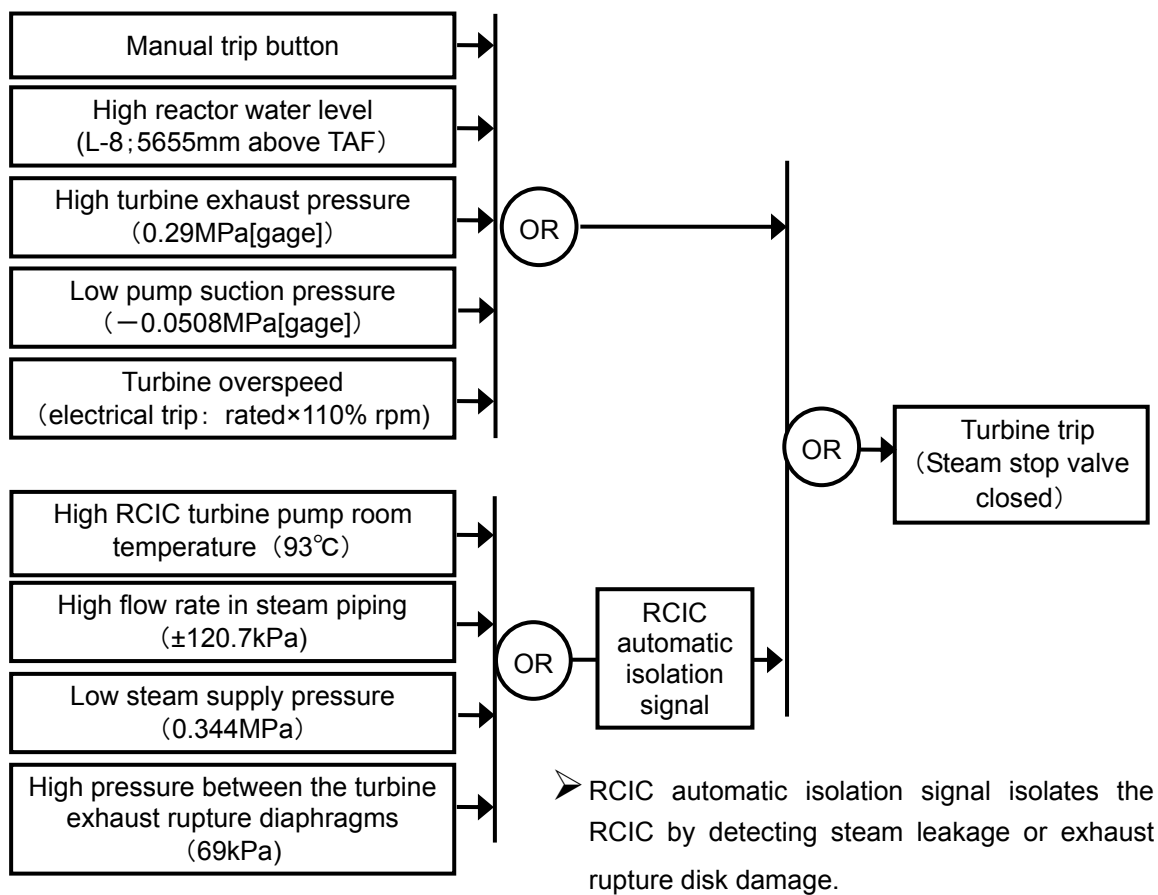 Manual trip button
High reactor water level
(L-8；5655mm above TAF）
High turbine exhaust pressure
（0.29MPa[gage]）
Low pump suction pressure
（－0.0508MPa[gage]）
Turbine overspeed
（electrical trip： rated×110% rpm)
OR
OR
Turbine trip
（Steam stop valve
closed）
High RCIC turbine pump room
temperature（93℃）
High flow rate in steam piping
（±120.7kPa)
Low steam supply pressure
（0.344MPa）
High pressure between the turbine
exhaust rupture diaphragms
（69kPa)
OR
RCIC
automatic
isolation
signal
➢ RCIC automatic isolation signal isolates the
RCIC by detecting steam leakage or exhaust
rupture disk damage.